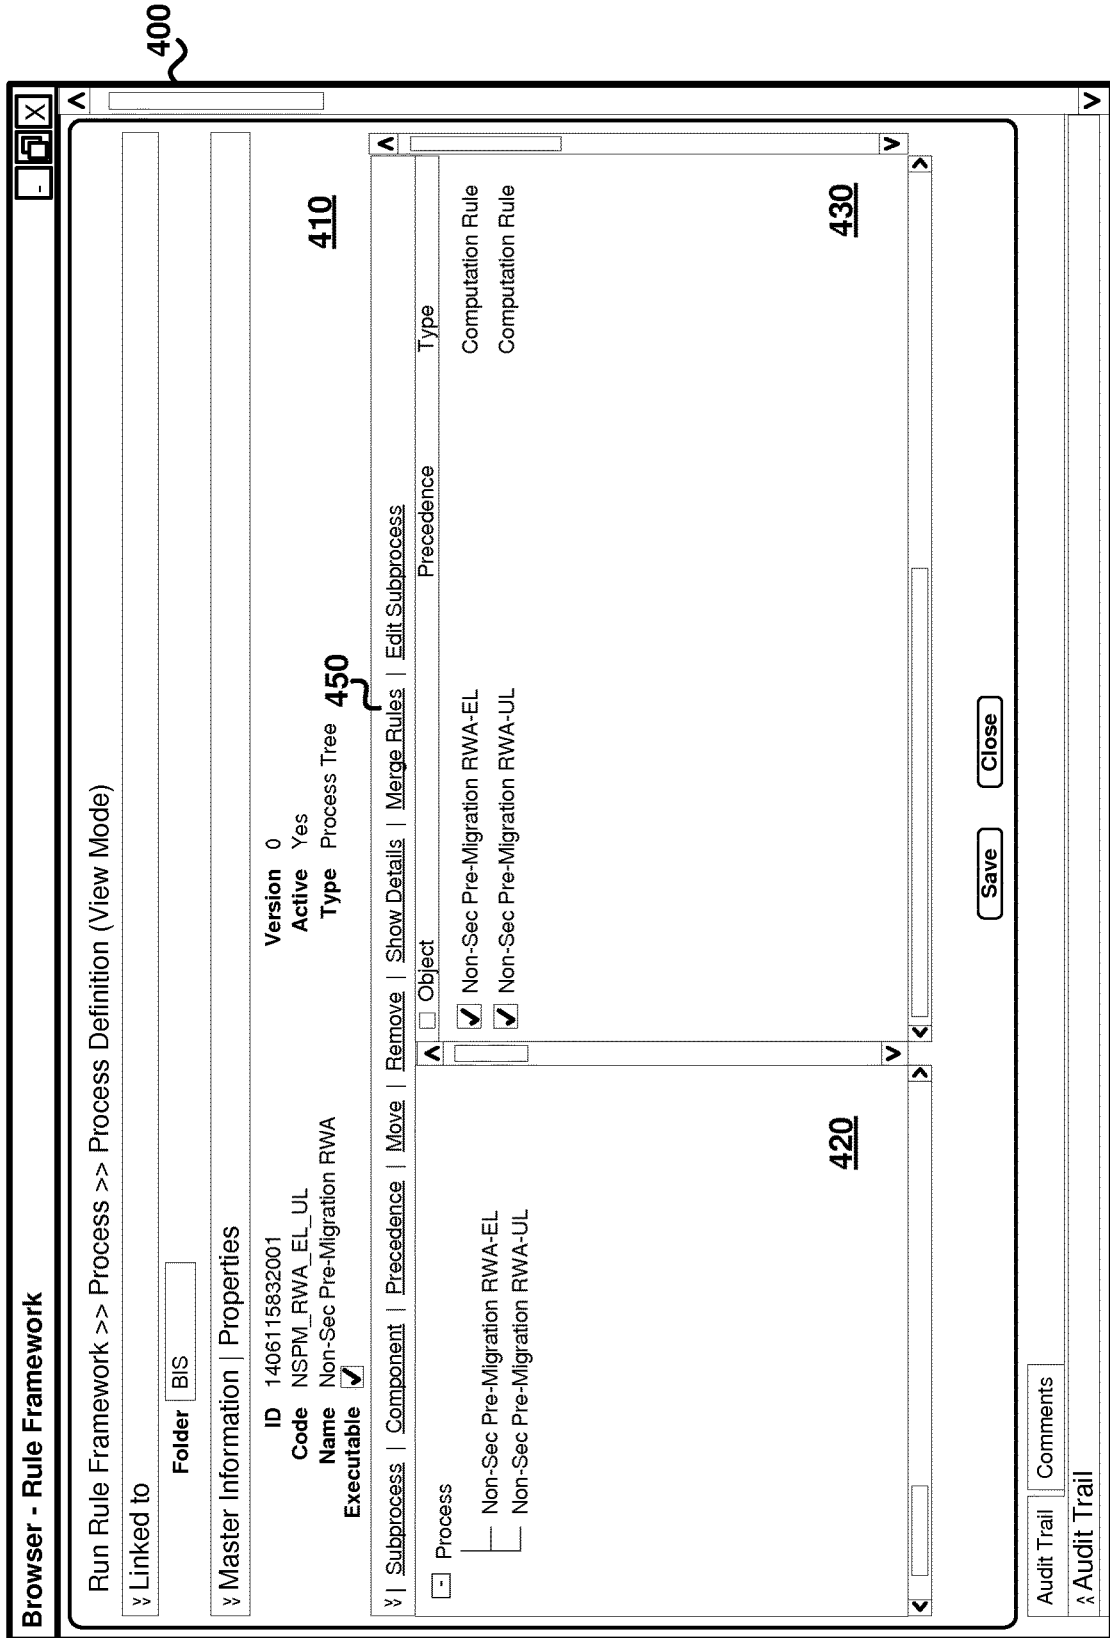 400
Browser - Rule Framework
- X
Run Rule Framework >> Process >> Process Definition (View Mode)
Linked to
Folder BIS
Master Information | Properties
410
ID 1406115832001
Version 0
Code NSPM_RWA_EL_UL
Active Yes
Name Non-Sec Pre-Migration RWA
Type Process Tree
Executable
450
| Subprocess | Component | Precedence | Move | Remove | Show Details | Merge Rules | Edit Subprocess
Object Precedence Type
- Process
Non-Sec Pre-Migration RWA-EL
Non-Sec Pre-Migration RWA-UL
420
Non-Sec Pre-Migration RWA-EL Computation Rule
Non-Sec Pre-Migration RWA-UL Computation Rule
430
Save Close
Audit Trail Comments
Audit Trail